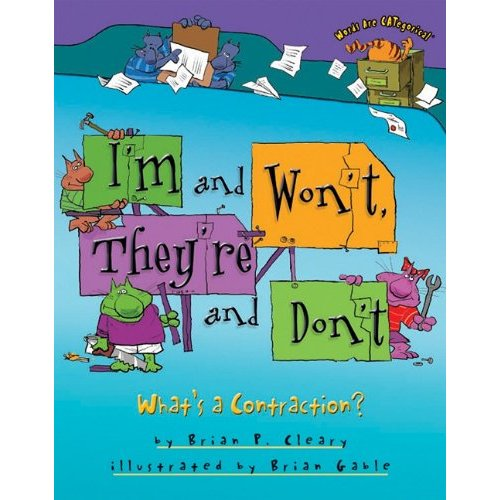 Words Are CATegorical®
I'm and Won't,
They're
and Don't
What's a Contraction?
by Brian P. Cleary
illustrated by Brian Gable